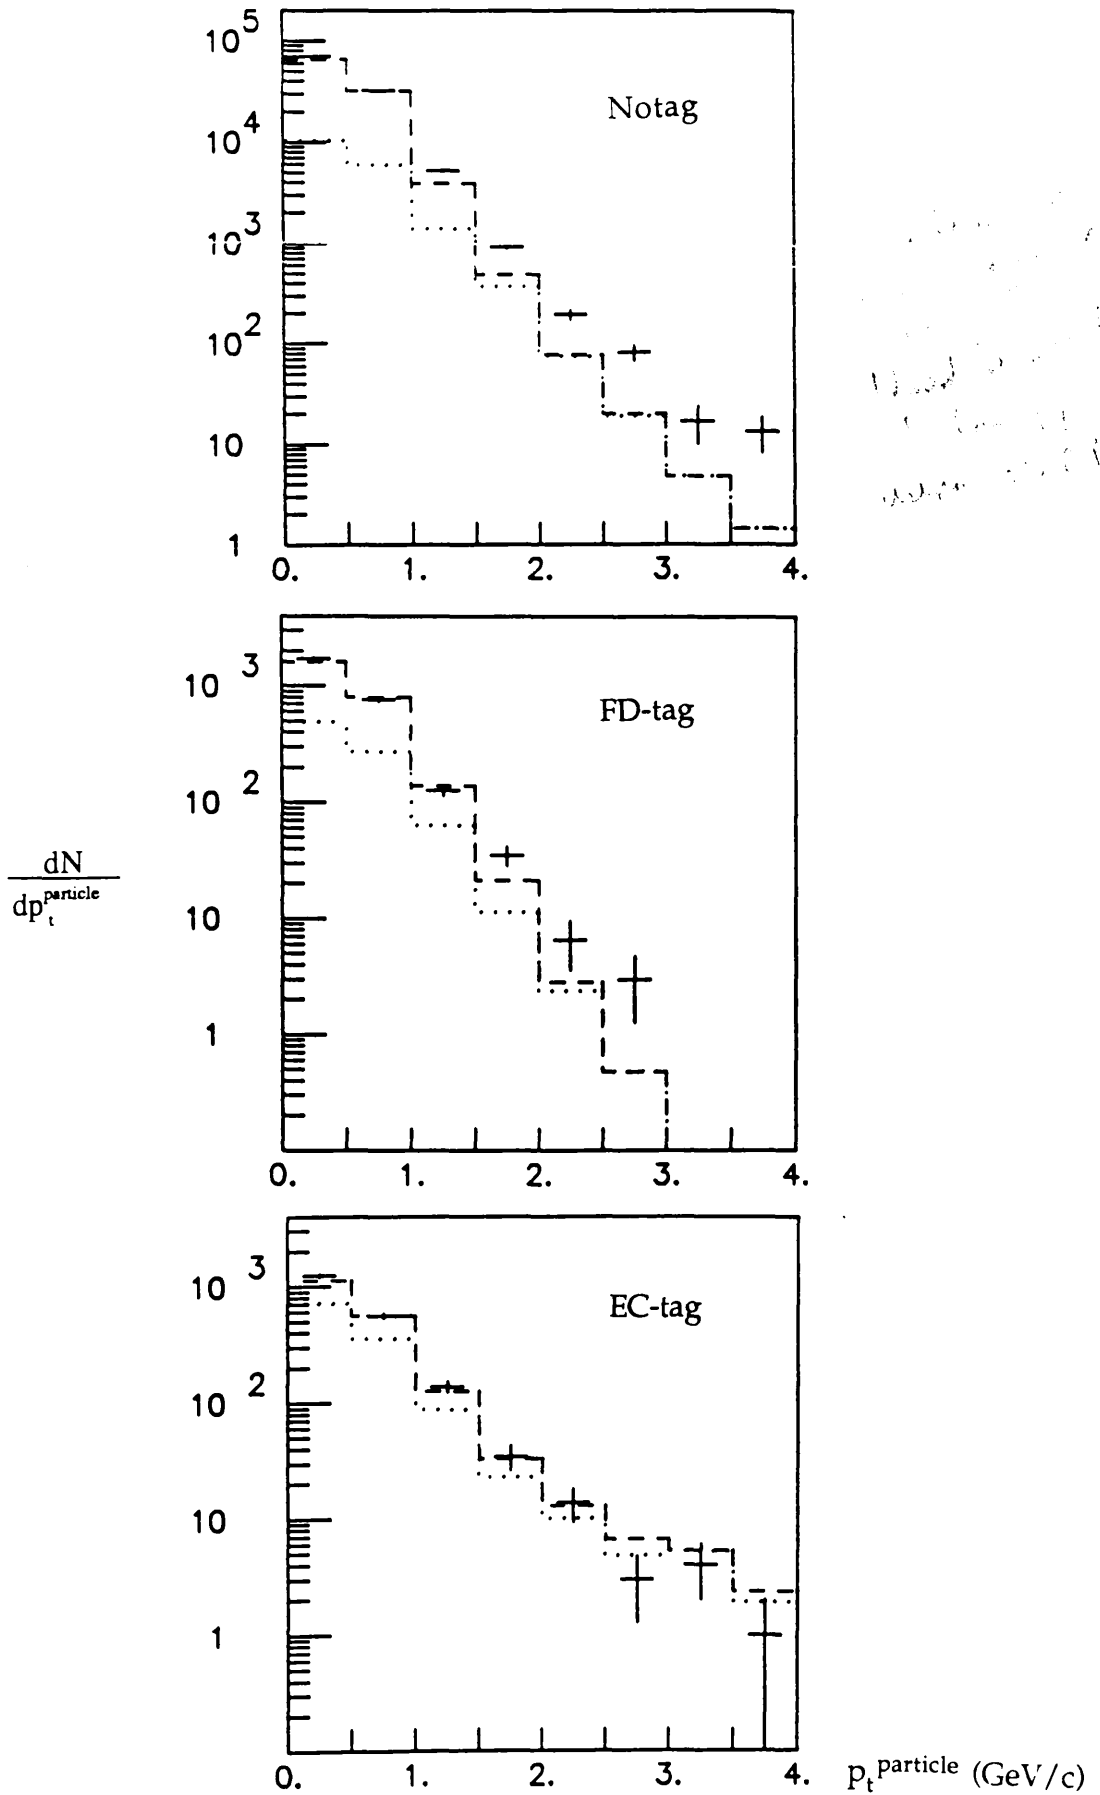 10^5
Notag
10^4
10^3
10^2
10
1
0. 1. 2. 3. 4.
10^3
FD-tag
10^2
dN
dp_t^particle
10
1
0. 1. 2. 3. 4.
10^3
EC-tag
10^2
10
1
0. 1. 2. 3. 4.
p_t^particle (GeV/c)